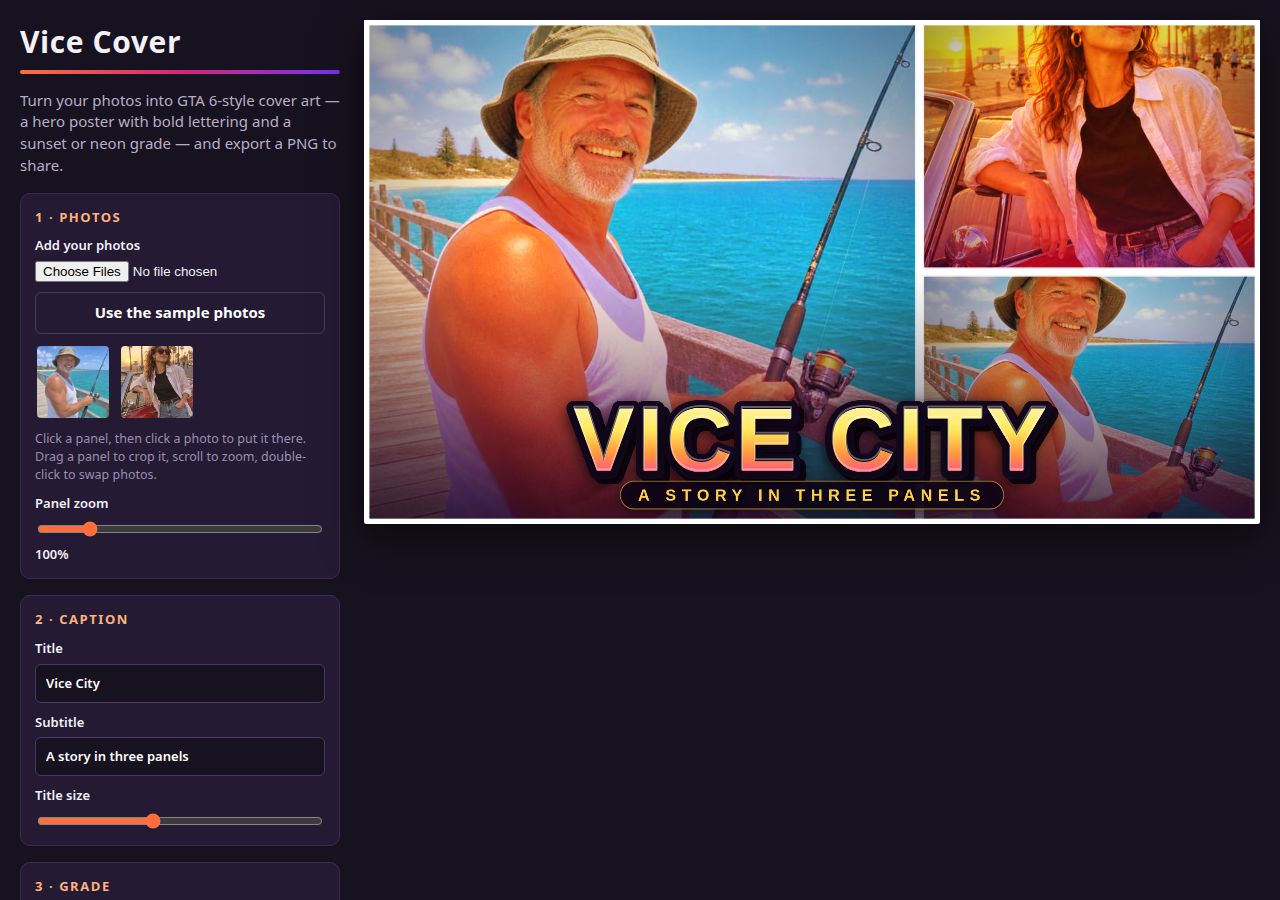 Vice Cover
Turn your photos into GTA 6-style cover art —
a hero poster with bold lettering and a
sunset or neon grade — and export a PNG to
share.
1 · PHOTOS
Add your photos
Choose Files No file chosen
Use the sample photos
Click a panel, then click a photo to put it there.
Drag a panel to crop it, scroll to zoom, double-
click to swap photos.
Panel zoom
100%
2 · CAPTION
Title
Vice City
Subtitle
A story in three panels
Title size
3 · GRADE
VICE CITY
A STORY IN THREE PANELS